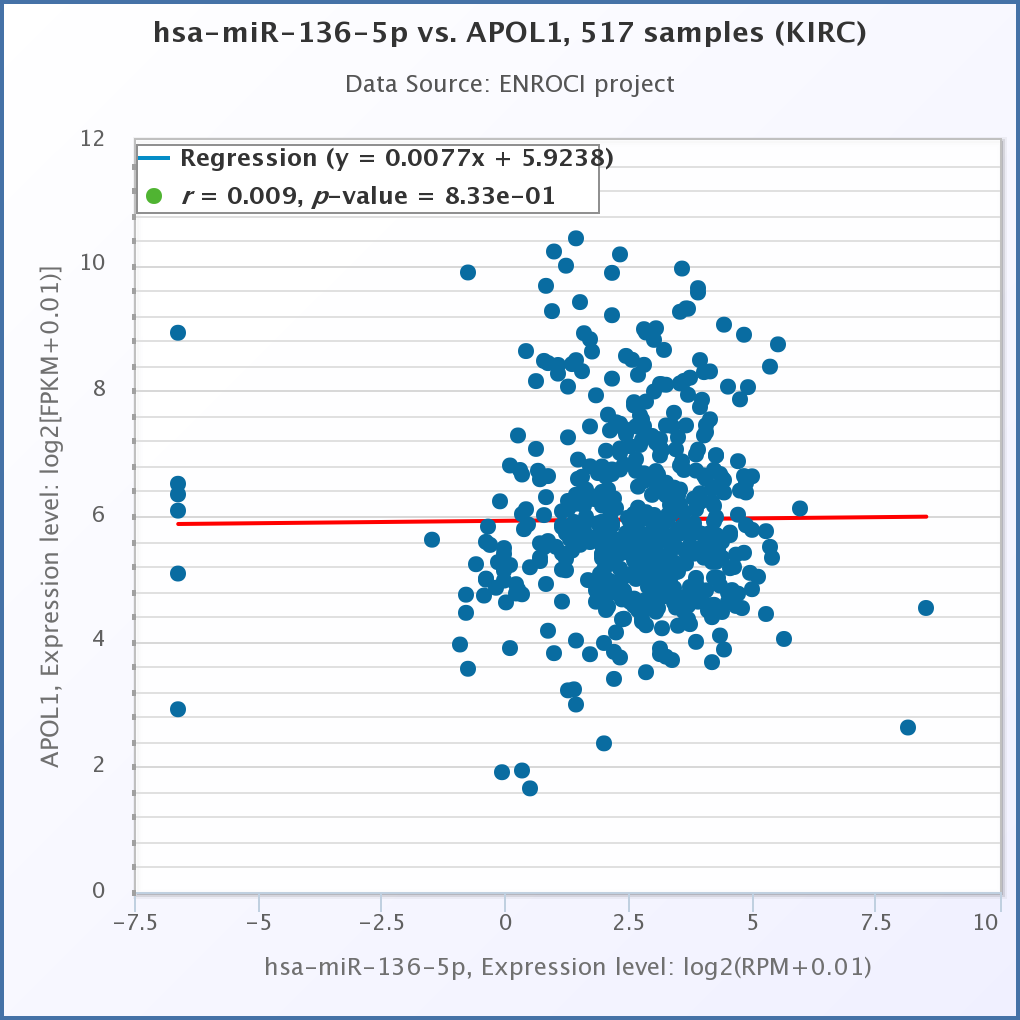 hsa-miR-136-5p vs. APOL1, 517 samples (KIRC)
Data Source: ENROCI project
Regression (y = 0.0077x + 5.9238)
r = 0.009, p-value = 8.33e-01
APOL1, Expression level: log2[FPKM+0.01)]
12
10
8
6
4
2
0
-7.5 -5 -2.5 0 2.5 5 7.5 10
hsa-miR-136-5p, Expression level: log2(RPM+0.01)